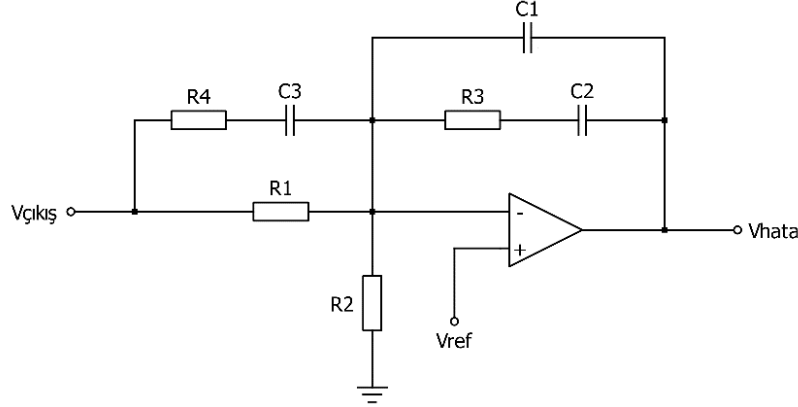 C1
R4
C3
R3
C2
R1
Vçıkış
-
+
Vhata
R2
Vref